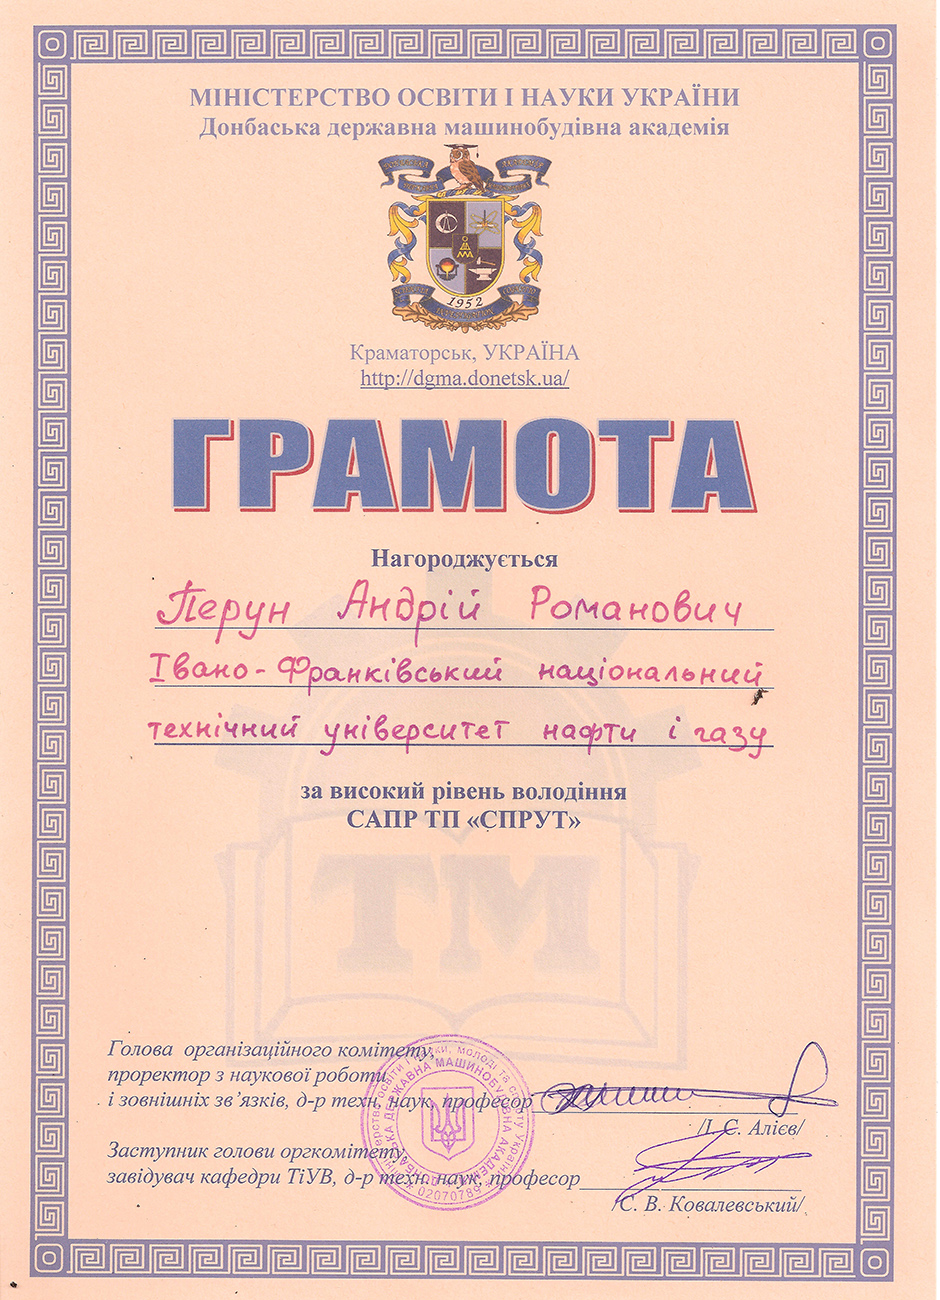 МІНІСТЕРСТВО ОСВІТИ І НАУКИ УКРАЇНИ
Донбаська державна машинобудівна академія
1952
Краматорськ, УКРАЇНА
http://dgma.donetsk.ua/
ГРАМОТА
Нагороджується
Перун Андрій Романович
Івано-Франківський національний
технічний університет нафти і газу
за високий рівень володіння
САПР ТП «СПРУТ»
ТМ
Голова організаційного комітету,
проректор з наукової роботи
і зовнішніх зв’язків, д-р техн. наук, професор
/І. С. Алієв/
Заступник голови оргкомітету,
завідувач кафедри ТіУВ, д-р техн. наук, професор
/С. В. Ковалевський/
02070789